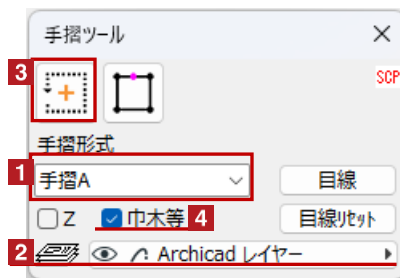 手摺ツール
3
SCP
手摺形式
1 手摺A 目線
Z 巾木等 4 目線リセット
2 Archicad レイヤー